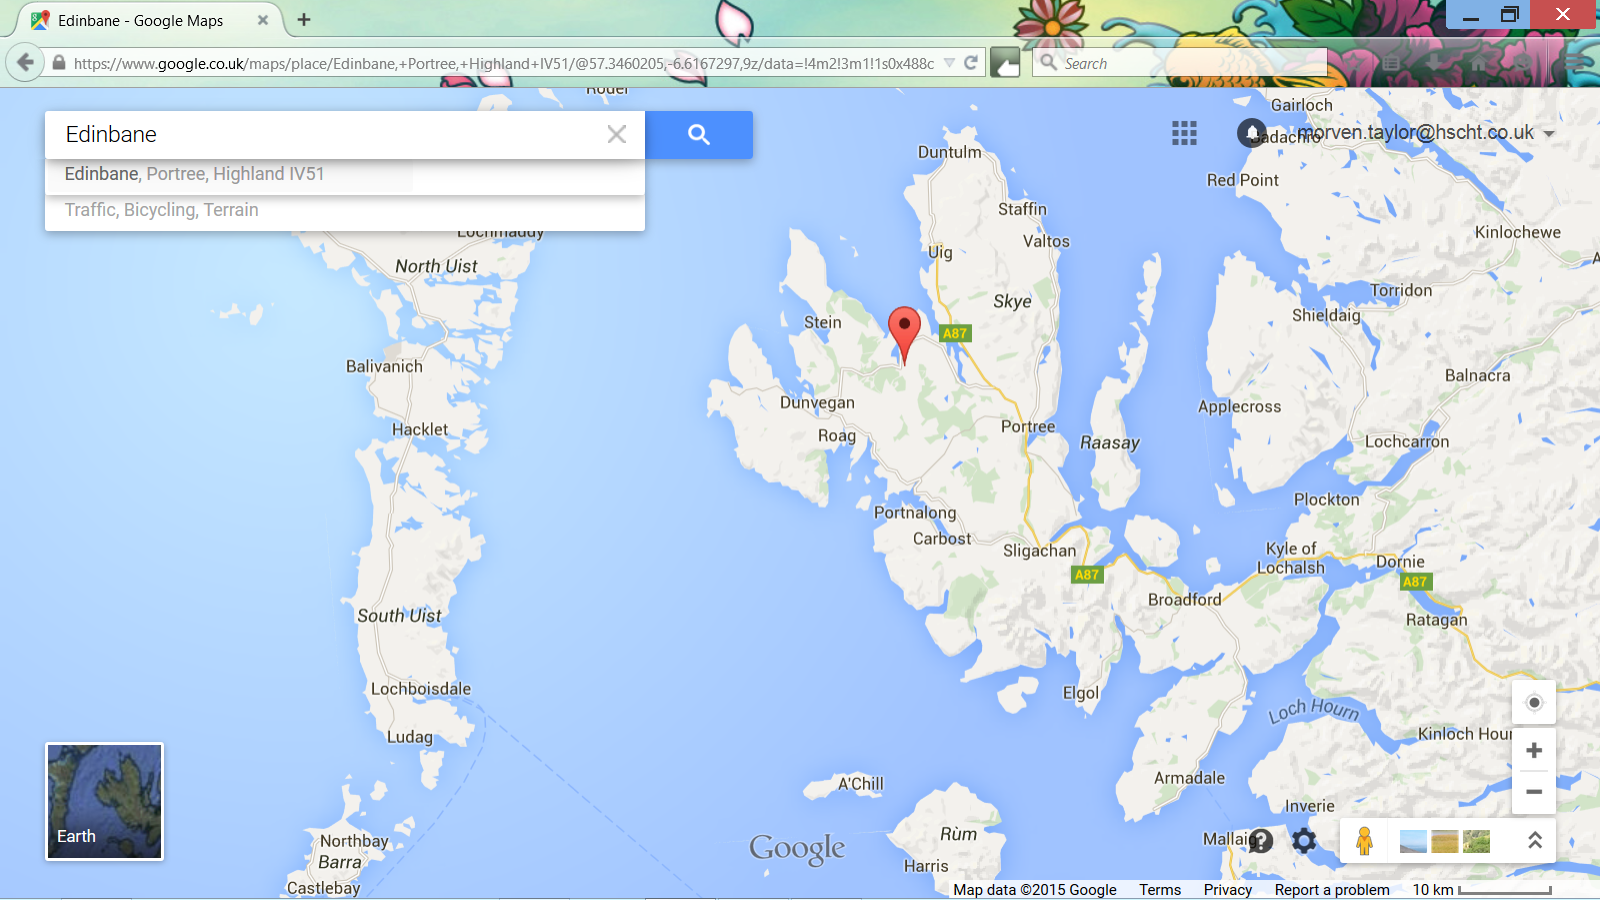 Edinbane - Google Maps
https://www.google.co.uk/maps/place/Edinbane,+Portree,+Highland+IV51/@57.3460205,-6.6167297,9z/data=!4m2!3m1!1s0x488c
Search
Rodel
Edinbane
Edinbane, Portree, Highland IV51
Traffic, Bicycling, Terrain
morven.taylor@hscht.co.uk
Gairloch
Badachro
Duntulm
Red Point
Staffin
Kinlochewe
Lochmaddy
Valtos
Uig
North Uist
Torridon
Skye
Shieldaig
Stein
A87
Balivanich
Balnacra
Dunvegan
Applecross
Hacklet
Portree
Roag
Raasay
Lochcarron
Plockton
Portnalong
Carbost
Sligachan
Kyle of
Lochalsh
Dornie
A87
A87
Broadford
South Uist
Ratagan
Lochboisdale
Elgol
Loch Hourn
Ludag
Kinloch Hour
Armadale
A'Chill
Inverie
Earth
Northbay
Rùm
Mallaig
Google
Barra
Harris
Castlebay
Map data ©2015 Google
Terms
Privacy
Report a problem
10 km